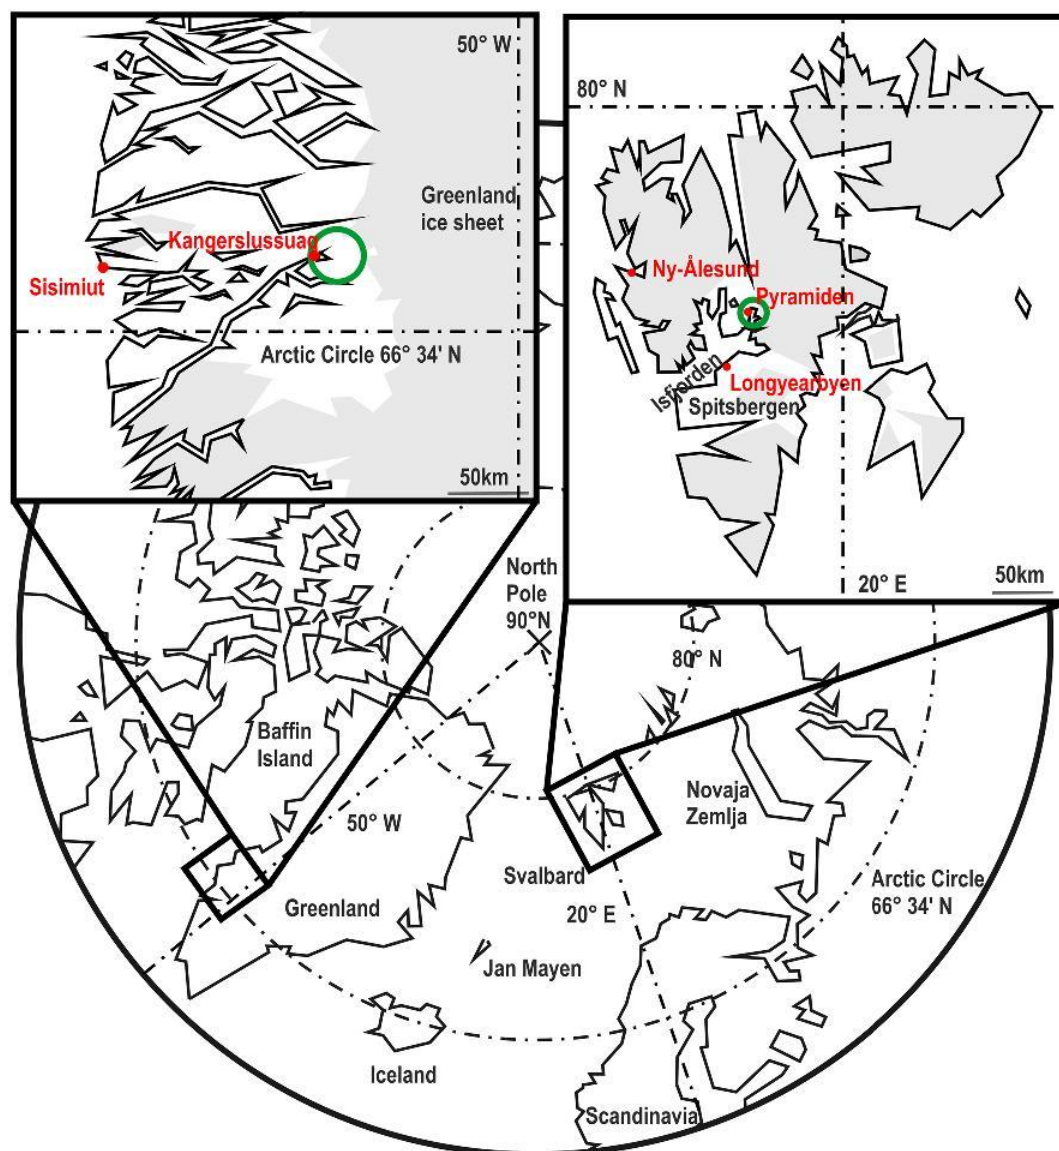 50° W
Greenland
ice sheet
Kangerslussuaq
Sisimiut
Arctic Circle 66° 34' N
50km
80° N
Ny-Ålesund
Pyramiden
Isfjorden
Longyearbyen
Spitsbergen
20° E
50km
North
Pole
90°N
80° N
Baffin
Island
50° W
Novaja
Zemlja
Svalbard
Greenland
20° E
Arctic Circle
66° 34' N
Jan Mayen
Iceland
Scandinavia